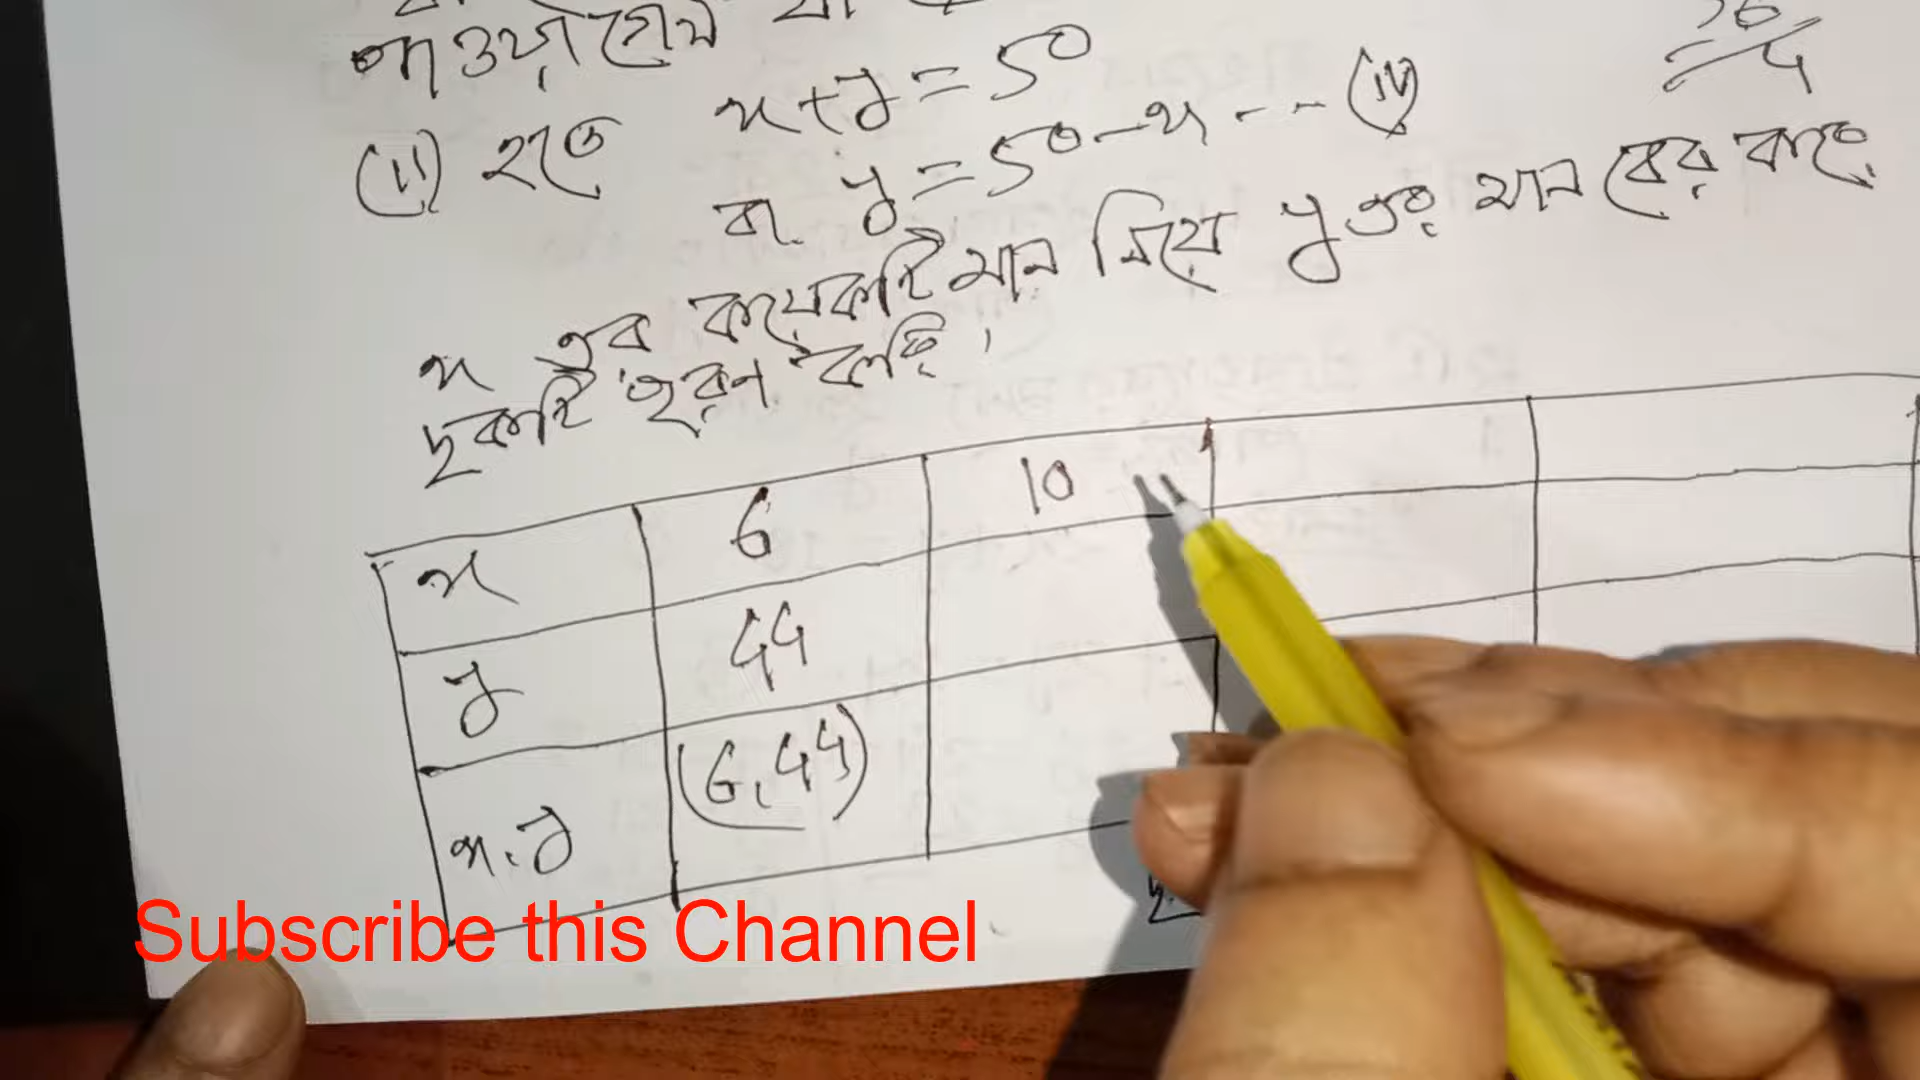 পাওয়া গেল
(ii) হতে x+y=50
বা. y=50-x --- (iv)
x এর কয়েকটি মান নিয়ে y এর মান বের করে
ছকটি পূরণ করছি।
x 6 10
y 44
x.y (6,44)
Subscribe this Channel